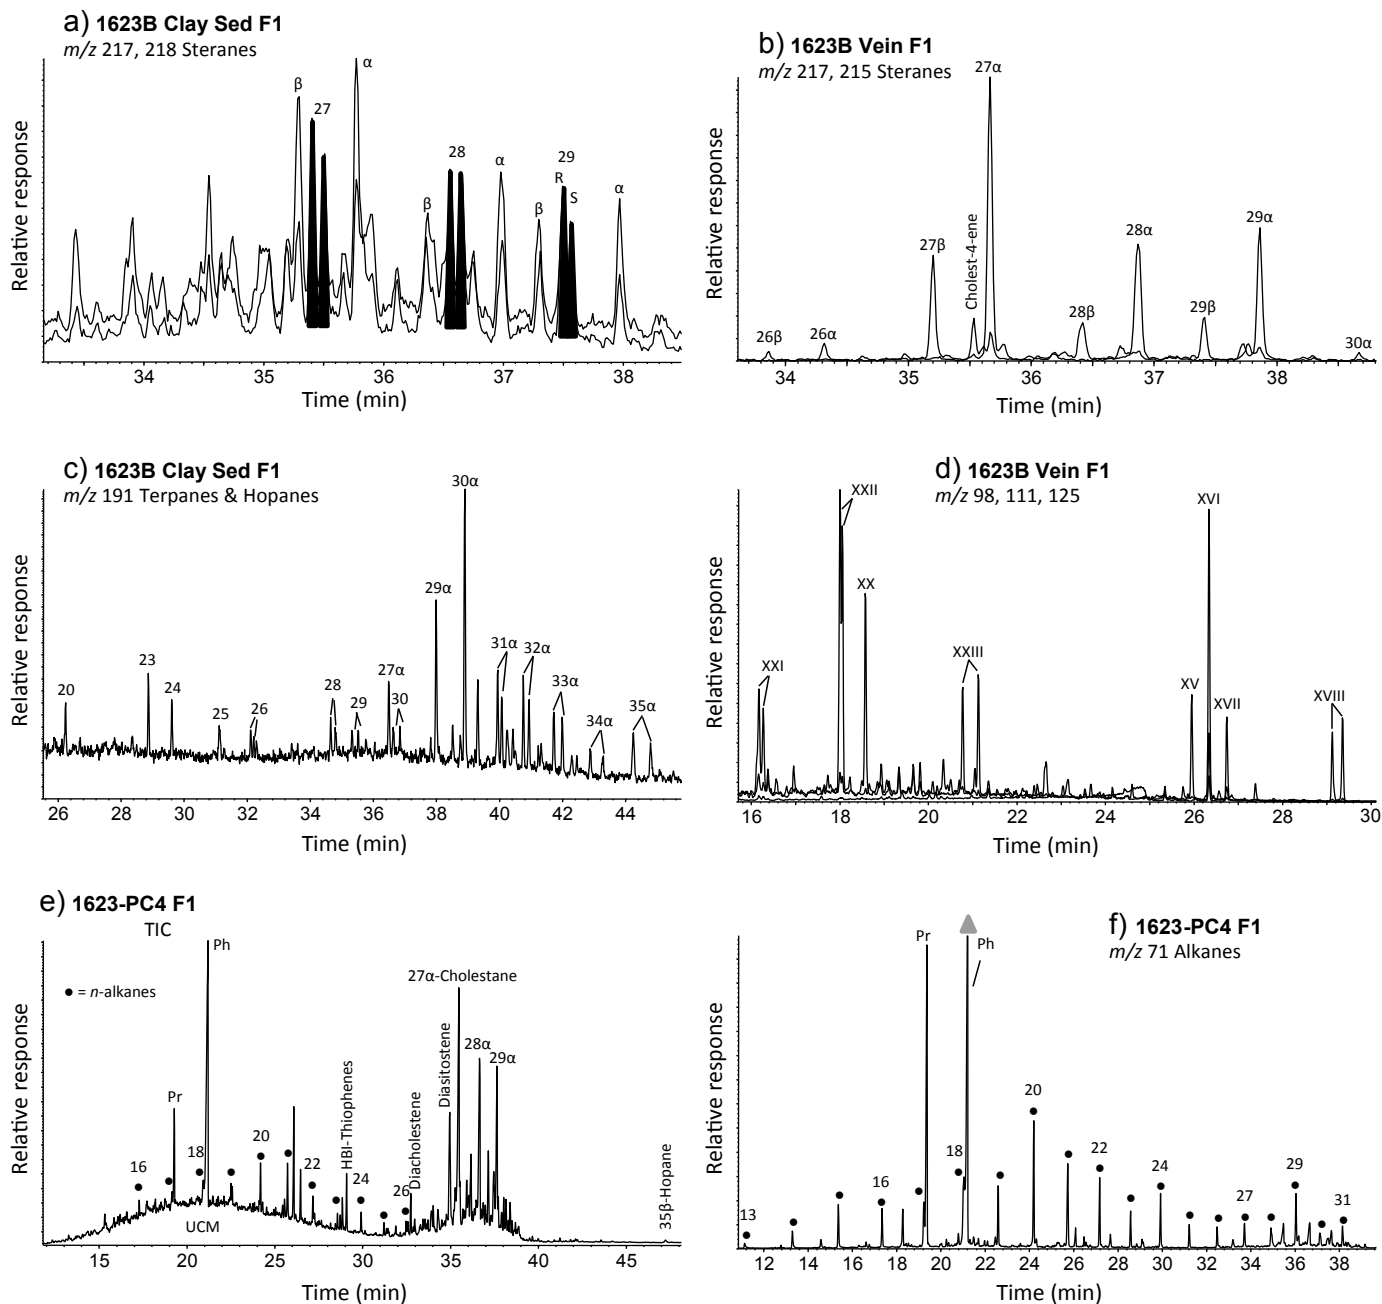 a) 1623B Clay Sed F1
m/z 217, 218 Steranes
Relative response
β
27
α
β
28
α
β
29
R
S
α
34 35 36 37 38
Time (min)
b) 1623B Vein F1
m/z 217, 215 Steranes
Relative response
26β
26α
27β
Cholest-4-ene
27α
28β
28α
29β
29α
30α
34 35 36 37 38
Time (min)
c) 1623B Clay Sed F1
m/z 191 Terpanes & Hopanes
Relative response
20
23
24
25
26
28
29
27α
30
29α
30α
31α
32α
33α
34α
35α
26 28 30 32 34 36 38 40 42 44
Time (min)
d) 1623B Vein F1
m/z 98, 111, 125
Relative response
XXI
XXII
XX
XXIII
XV
XVI
XVII
XVIII
16 18 20 22 24 26 28 30
Time (min)
e) 1623-PC4 F1
TIC
• = n-alkanes
Relative response
16
Pr
18
Ph
UCM
20
22
HBI-Thiophenes
24
26
Diacholestene
Diasitostene
27α-Cholestane
28α
29α
35β-Hopane
15 20 25 30 35 40 45
Time (min)
f) 1623-PC4 F1
m/z 71 Alkanes
Relative response
13
16
Pr
18
Ph
20
22
24
27
29
31
12 14 16 18 20 22 24 26 28 30 32 34 36 38
Time (min)